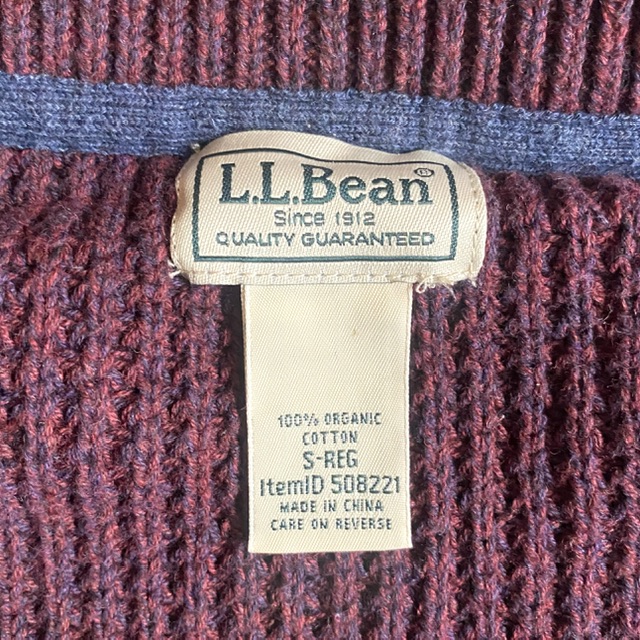 L.L.Bean®
Since 1912
QUALITY GUARANTEED
100% ORGANIC
COTTON
S-REG
ItemID 508221
MADE IN CHINA
CARE ON REVERSE